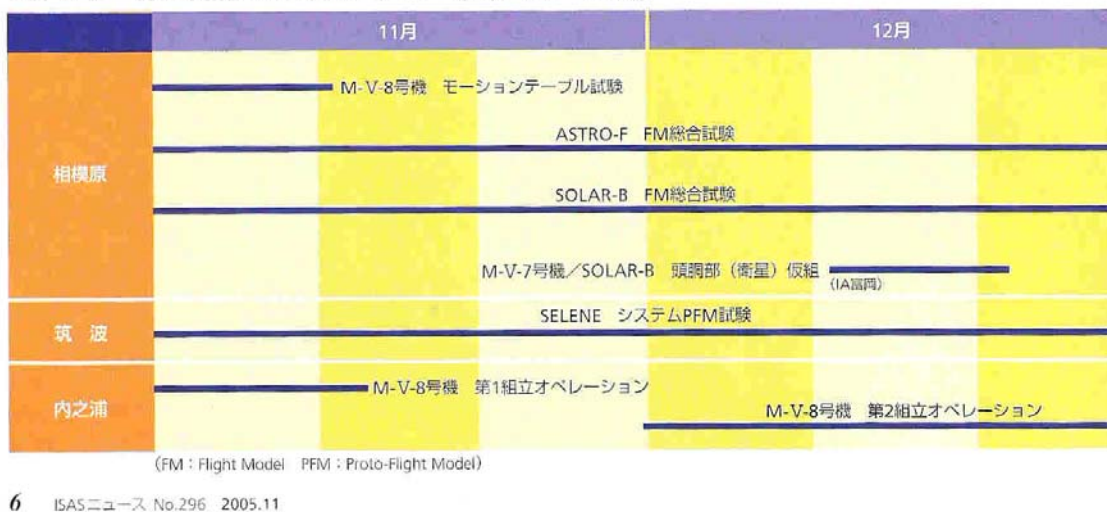 11月 12月
M-V-8号機 モーションテーブル試験
ASTRO-F FM総合試験
相模原
SOLAR-B FM総合試験
M-V-7号機／SOLAR-B 頭胴部（衛星）仮組
(IA富岡)
SELENE システムPFM試験
筑波
M-V-8号機 第1組立オペレーション
内之浦
M-V-8号機 第2組立オペレーション
(FM：Flight Model PFM：Proto-Flight Model)
6 ISASニュース No.296 2005.11